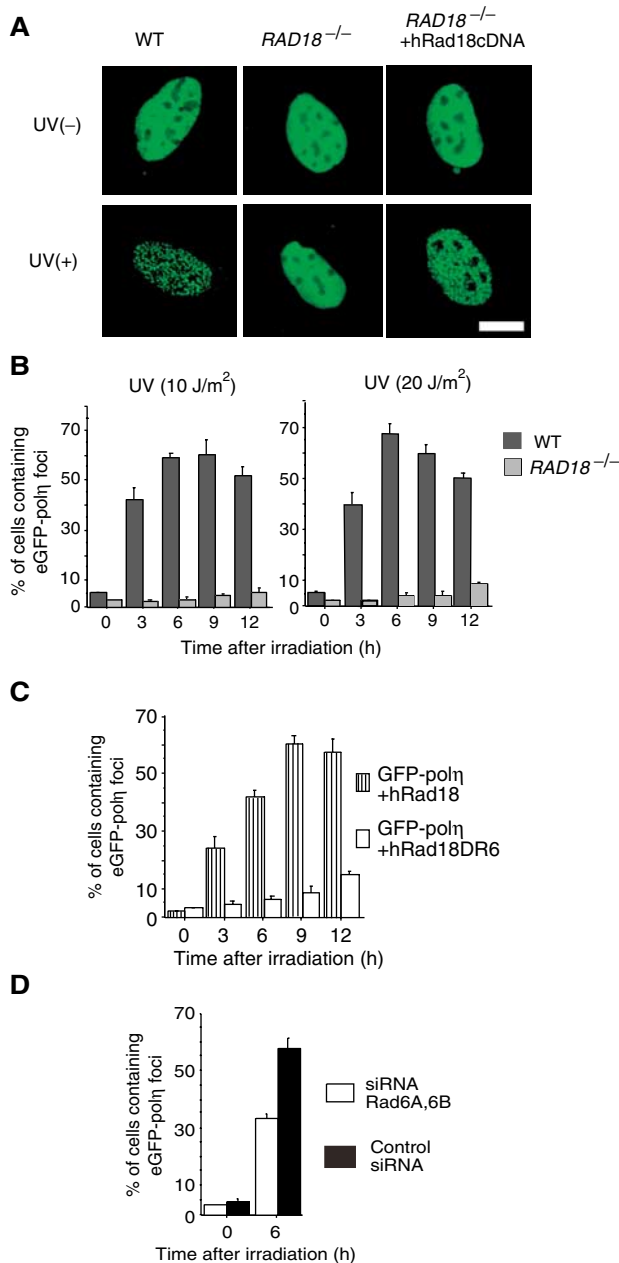 A
WT
RAD18 −/−
RAD18 −/−
+hRad18cDNA
UV(−)
UV(+)
B
UV (10 J/m2)
UV (20 J/m2)
% of cells containing
eGFP-polη foci
70
50
30
10
0
0 3 6 9 12
70
50
30
10
0
0 3 6 9 12
Time after irradiation (h)
WT
RAD18 −/−
C
% of cells containing
eGFP-polη foci
70
50
30
10
0
0 3 6 9 12
Time after irradiation (h)
GFP-polη
+hRad18
GFP-polη
+hRad18DR6
D
% of cells containing
eGFP-polη foci
70
50
30
10
0
0 6
Time after irradiation (h)
siRNA
Rad6A,6B
Control
siRNA